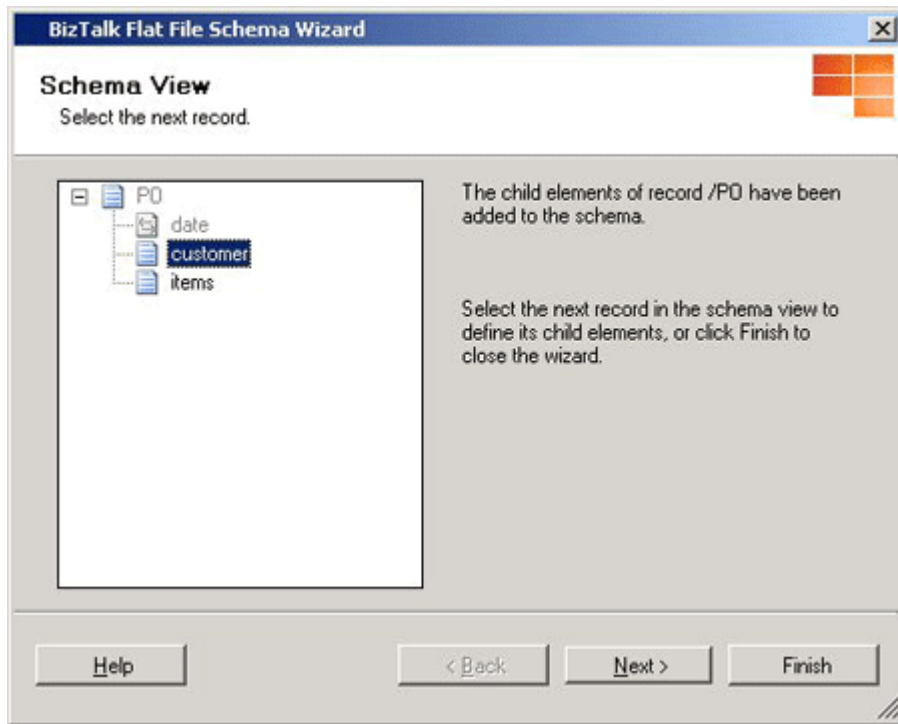 BizTalk Flat File Schema Wizard
Schema View
Select the next record.
PO
date
customer
items
The child elements of record /PO have been
added to the schema.
Select the next record in the schema view to
define its child elements, or click Finish to
close the wizard.
Help
< Back
Next >
Finish